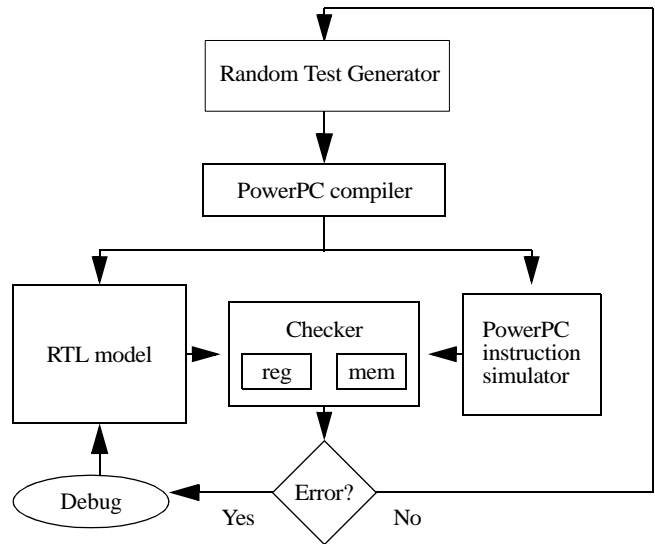 Random Test Generator
PowerPC compiler
RTL model
Checker
reg
mem
PowerPC
instruction
simulator
Debug
Error?
Yes
No